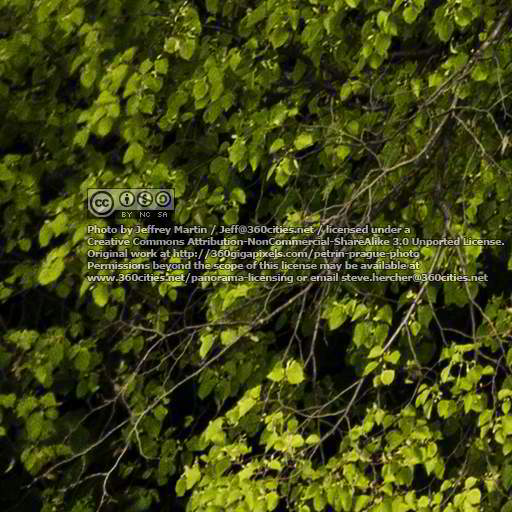 cc BY NC SA
Photo by Jeffrey Martin / Jeff@360cities.net / licensed under a
Creative Commons Attribution-NonCommercial-ShareAlike 3.0 Unported License.
Original work at http://360gigapixels.com/petrin-prague-photo
Permissions beyond the scope of this license may be available at
www.360cities.net/panorama-licensing or email steve.hercher@360cities.net